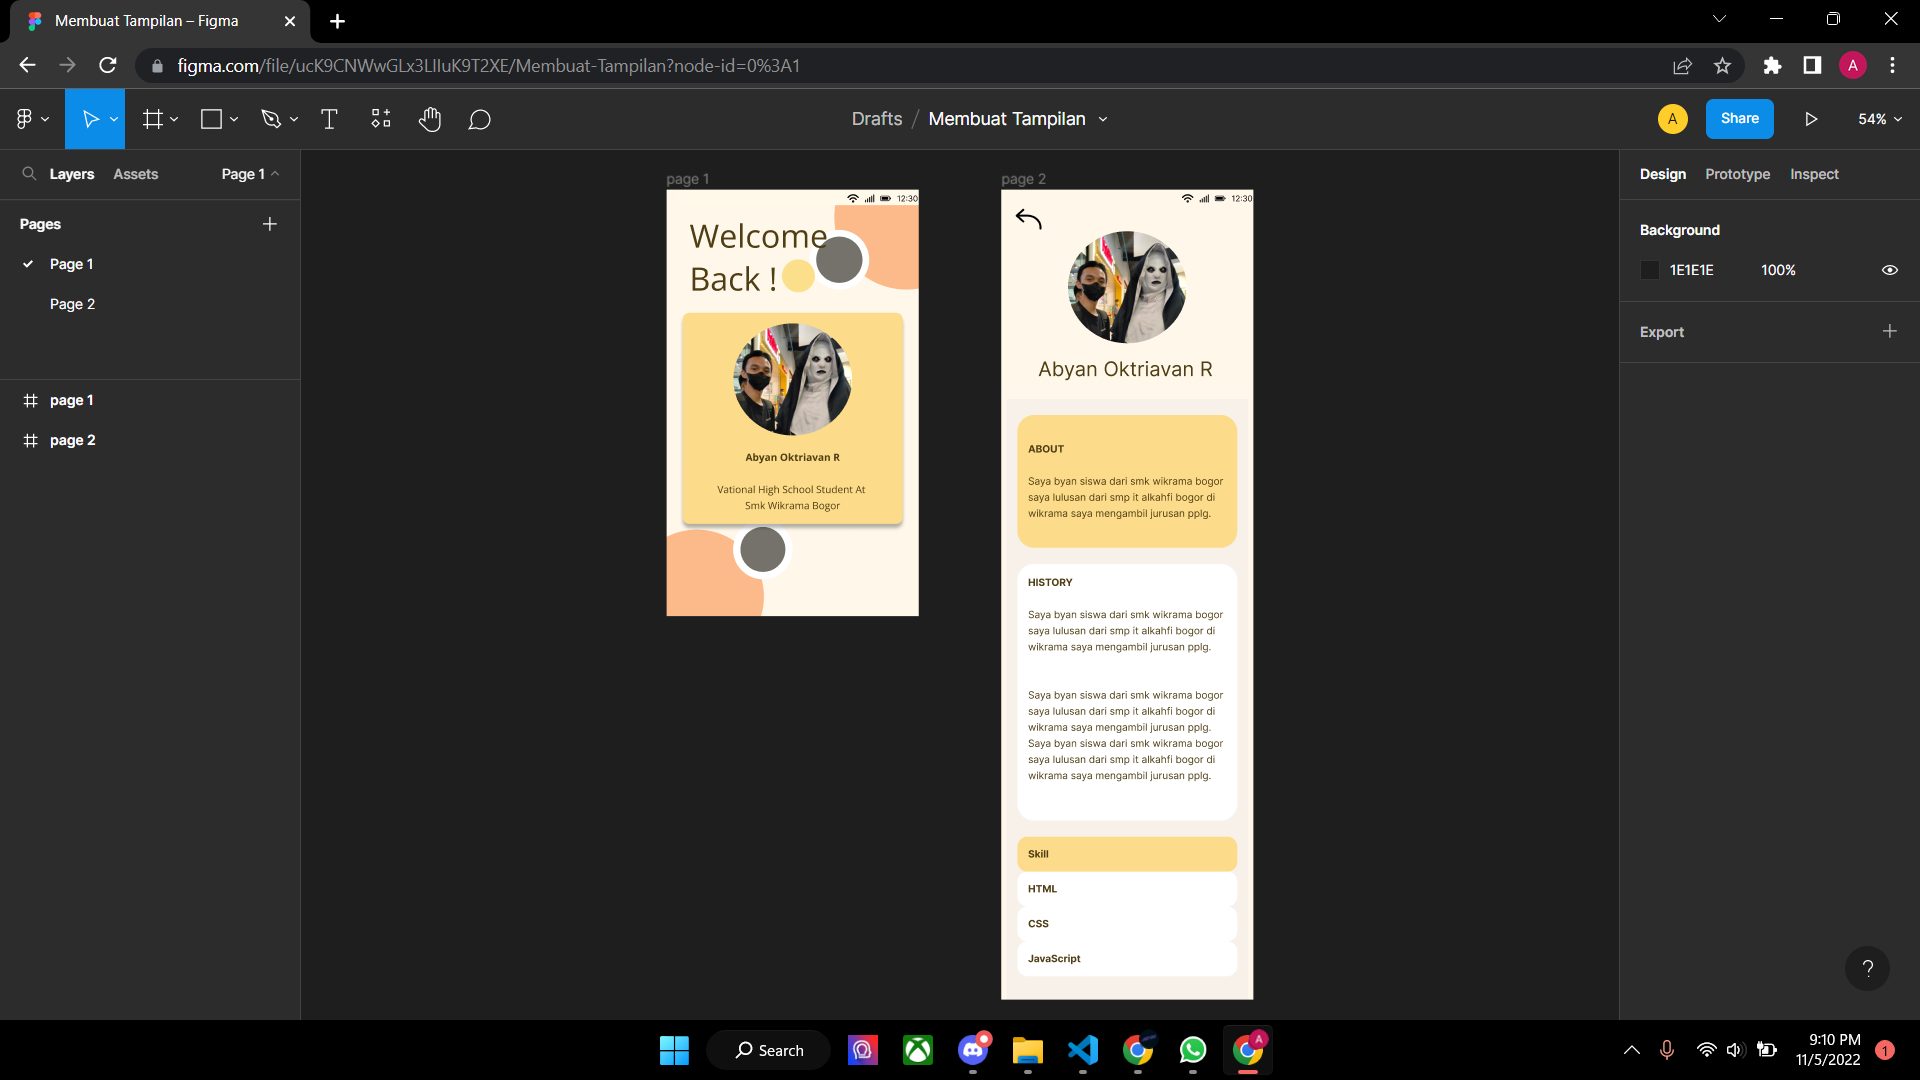 Membuat Tampilan – Figma
figma.com/file/ucK9CNWwGLx3LIIuK9T2XE/Membuat-Tampilan?node-id=0%3A1
A
Drafts / Membuat Tampilan
A
Share
54%
Layers
Assets
Page 1
Design
Prototype
Inspect
Pages
Page 1
Page 2
page 1
page 2
Background
1E1E1E
100%
Export
page 1
12:30
Welcome
Back !
Abyan Oktriavan R
Vational High School Student At
Smk Wikrama Bogor
page 2
12:30
Abyan Oktriavan R
ABOUT
Saya byan siswa dari smk wikrama bogor
saya lulusan dari smp it alkahfi bogor di
wikrama saya mengambil jurusan pplg.
HISTORY
Saya byan siswa dari smk wikrama bogor
saya lulusan dari smp it alkahfi bogor di
wikrama saya mengambil jurusan pplg.
Saya byan siswa dari smk wikrama bogor
saya lulusan dari smp it alkahfi bogor di
wikrama saya mengambil jurusan pplg.
Saya byan siswa dari smk wikrama bogor
saya lulusan dari smp it alkahfi bogor di
wikrama saya mengambil jurusan pplg.
Skill
HTML
CSS
JavaScript
?
Search
A
9:10 PM
11/5/2022
1